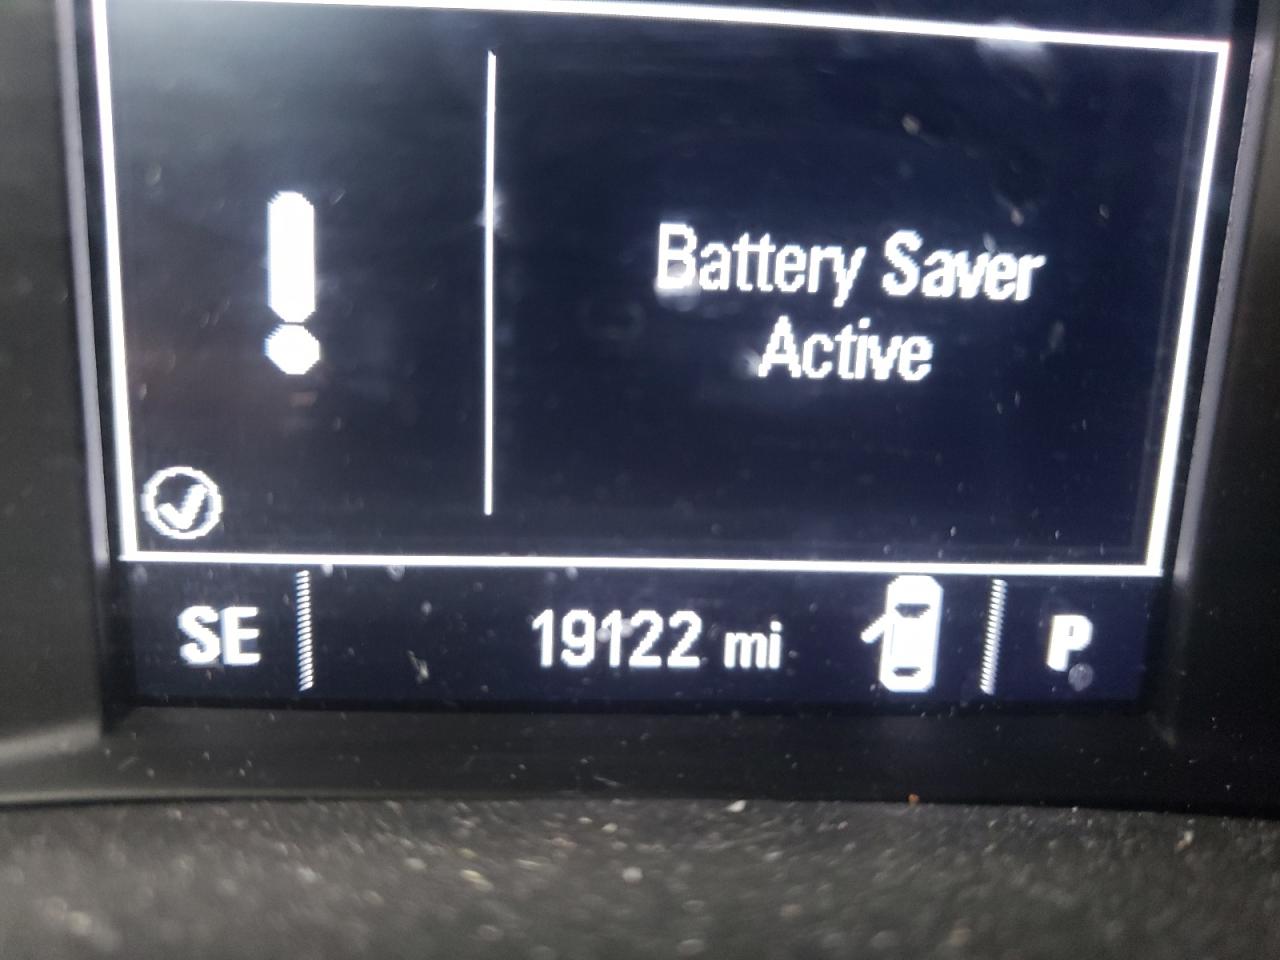 Battery Saver
Active
SE
19122 mi
P